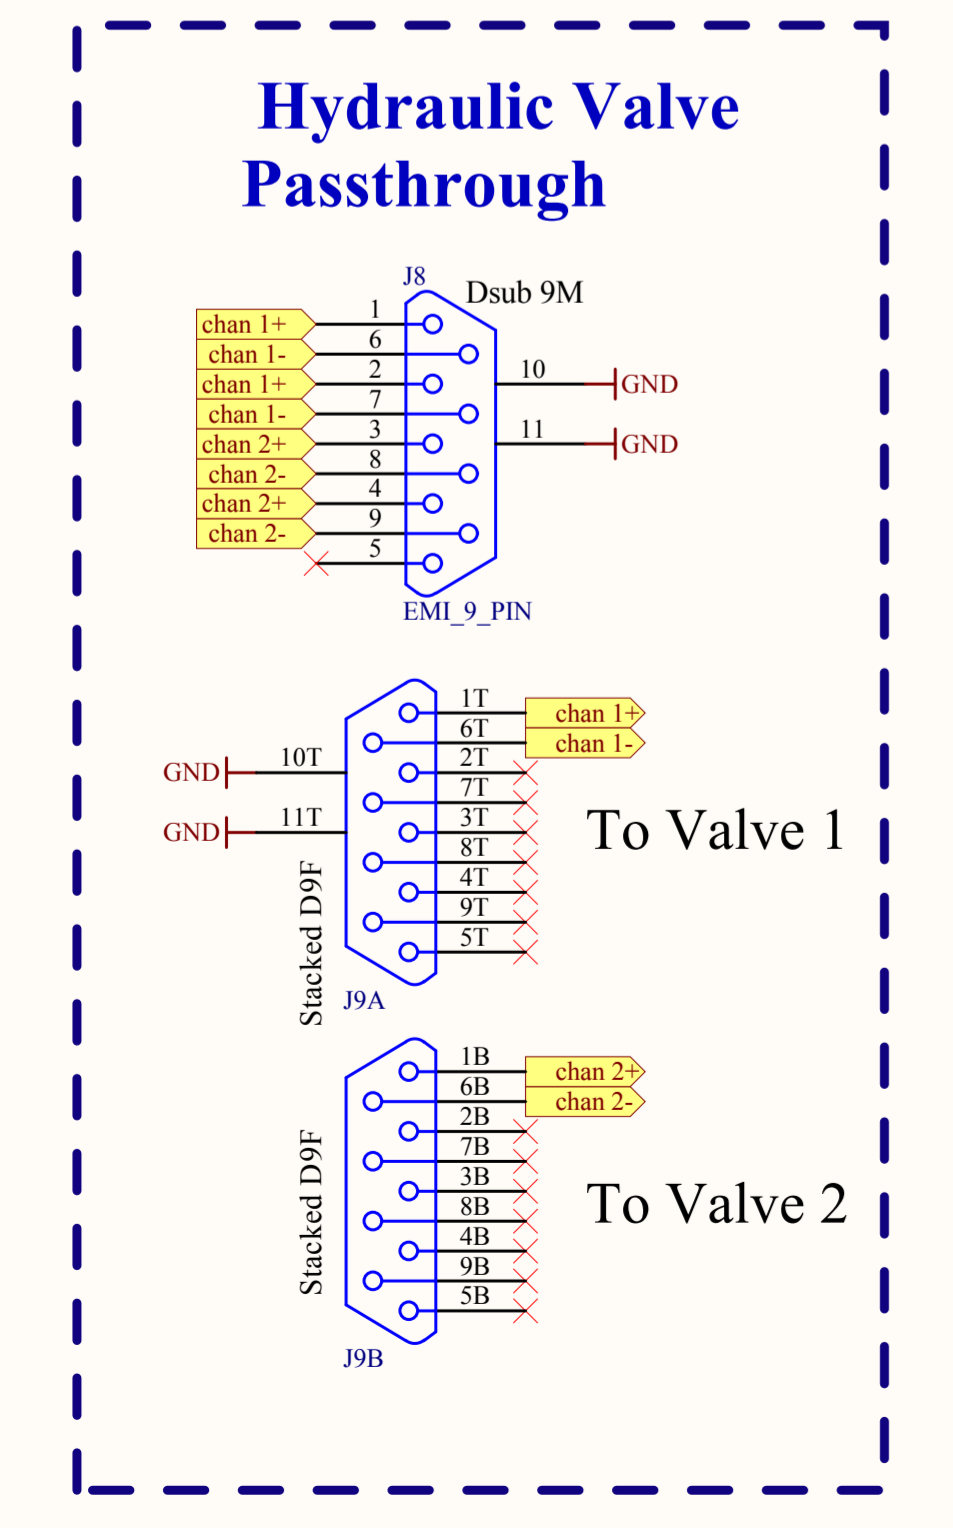 Hydraulic Valve
Passthrough
J8
Dsub 9M
chan 1+ 1
chan 1- 6
chan 1+ 2
10 GND
chan 1- 7
chan 2+ 3
11 GND
chan 2- 8
chan 2+ 4
chan 2- 9
5
EMI_9_PIN
1T chan 1+
6T chan 1-
GND 10T
2T
7T
GND 11T
3T
To Valve 1
8T
4T
9T
5T
Stacked D9F
J9A
1B chan 2+
6B chan 2-
2B
7B
3B
To Valve 2
8B
4B
9B
5B
Stacked D9F
J9B